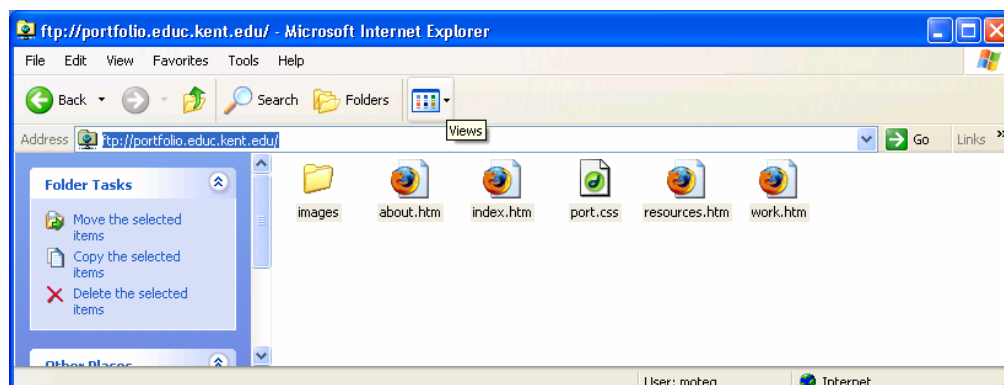 ftp://portfolio.educ.kent.edu/ - Microsoft Internet Explorer
File Edit View Favorites Tools Help
Back Search Folders
Views
Address ftp://portfolio.educ.kent.edu/ Go Links »
Folder Tasks
images about.htm index.htm port.css resources.htm work.htm
Move the selected
items
Copy the selected
items
Delete the selected
items
Other Places
User: moteg Internet